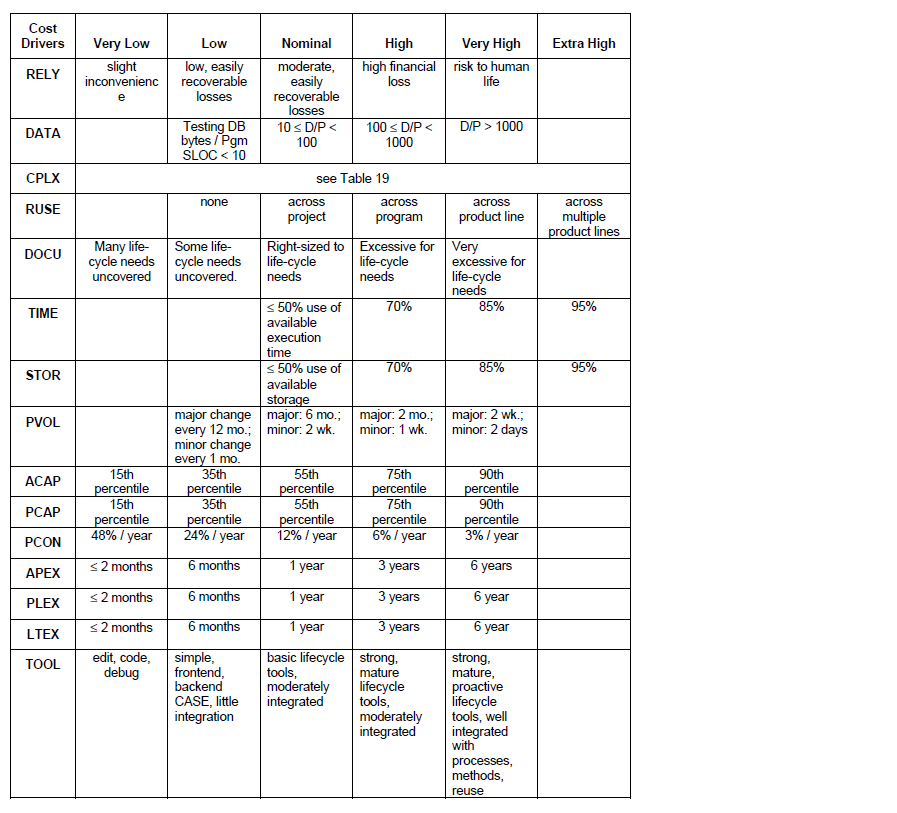 Cost Drivers Very Low Low Nominal High Very High Extra High
RELY
slight
inconvenienc
e
low, easily
recoverable
losses
moderate,
easily
recoverable
losses
high financial
loss
risk to human
life
DATA
Testing DB
bytes / Pgm
SLOC < 10
10 ≤ D/P <
100
100 ≤ D/P <
1000
D/P > 1000
CPLX
see Table 19
RUSE
none
across
project
across
program
across
product line
across
multiple
product lines
DOCU
Many life-
cycle needs
uncovered
Some life-
cycle needs
uncovered.
Right-sized to
life-cycle
needs
Excessive for
life-cycle
needs
Very
excessive for
life-cycle
needs
TIME
≤ 50% use of
available
execution
time
70%
85%
95%
STOR
≤ 50% use of
available
storage
70%
85%
95%
PVOL
major change
every 12 mo.;
minor change
every 1 mo.
major: 6 mo.;
minor: 2 wk.
major: 2 mo.;
minor: 1 wk.
major: 2 wk.;
minor: 2 days
ACAP
15th
percentile
35th
percentile
55th
percentile
75th
percentile
90th
percentile
PCAP
15th
percentile
35th
percentile
55th
percentile
75th
percentile
90th
percentile
PCON
48% / year
24% / year
12% / year
6% / year
3% / year
APEX
≤ 2 months
6 months
1 year
3 years
6 years
PLEX
≤ 2 months
6 months
1 year
3 years
6 year
LTEX
≤ 2 months
6 months
1 year
3 years
6 year
TOOL
edit, code,
debug
simple,
frontend,
backend
CASE, little
integration
basic lifecycle
tools,
moderately
integrated
strong,
mature
lifecycle
tools,
moderately
integrated
strong,
mature,
proactive
lifecycle
tools, well
integrated
with
processes,
methods,
reuse